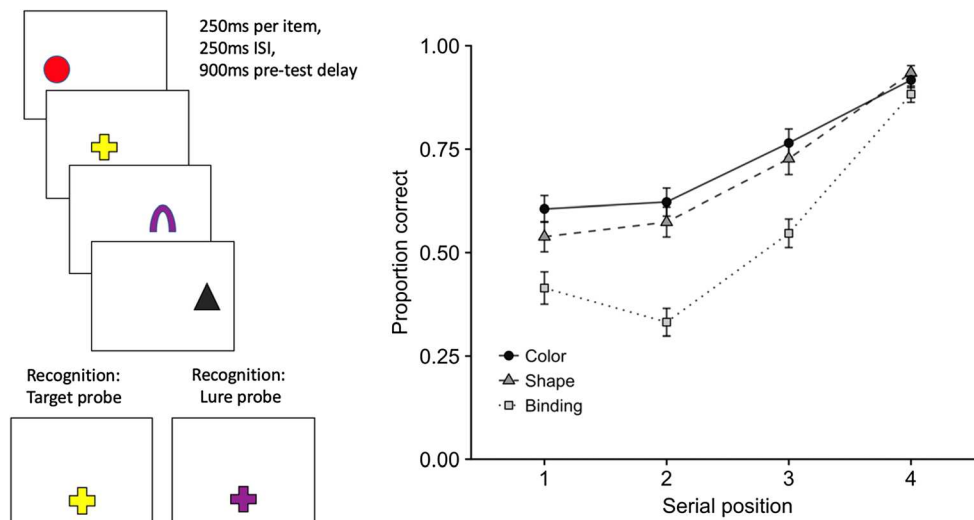 250ms per item,
250ms ISI,
900ms pre-test delay
Recognition:
Target probe
Recognition:
Lure probe
Proportion correct
1.00
0.75
0.50
0.25
0.00
Color
Shape
Binding
1 2 3 4
Serial position